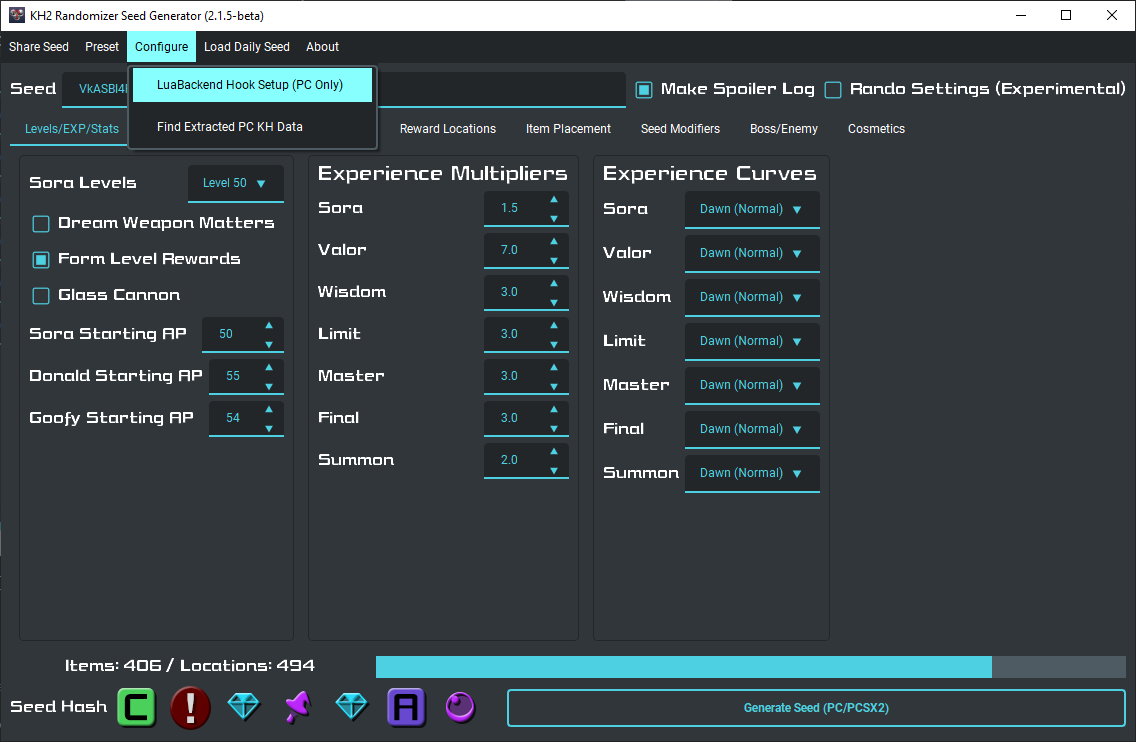 KH2 Randomizer Seed Generator (2.1.5-beta)
Share Seed Preset Configure Load Daily Seed About
LuaBackend Hook Setup (PC Only)
Find Extracted PC KH Data
Seed Make Spoiler Log Rando Settings (Experimental)
Levels/EXP/Stats Reward Locations Item Placement Seed Modifiers Boss/Enemy Cosmetics
Sora Levels Level 50
Dream Weapon Matters
Form Level Rewards
Glass Cannon
Sora Starting AP 50
Donald Starting AP 55
Goofy Starting AP 54
Experience Multipliers
Sora 1.5
Valor 7.0
Wisdom 3.0
Limit 3.0
Master 3.0
Final 3.0
Summon 2.0
Experience Curves
Sora Dawn (Normal)
Valor Dawn (Normal)
Wisdom Dawn (Normal)
Limit Dawn (Normal)
Master Dawn (Normal)
Final Dawn (Normal)
Summon Dawn (Normal)
Items: 406 / Locations: 494
Seed Hash C ! A Generate Seed (PC/PCSX2)